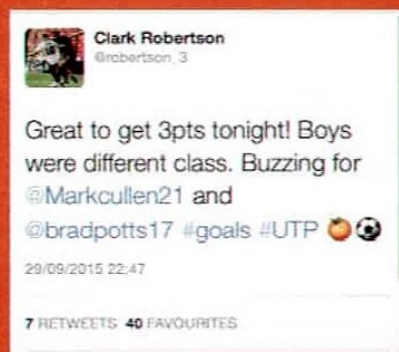 Clark Robertson
@robertson_3
Great to get 3pts tonight! Boys
were different class. Buzzing for
@Markcullen21 and
@bradpotts17 #goals #UTP 🍊⚽
29/09/2015 22:47
7 RETWEETS 40 FAVOURITES